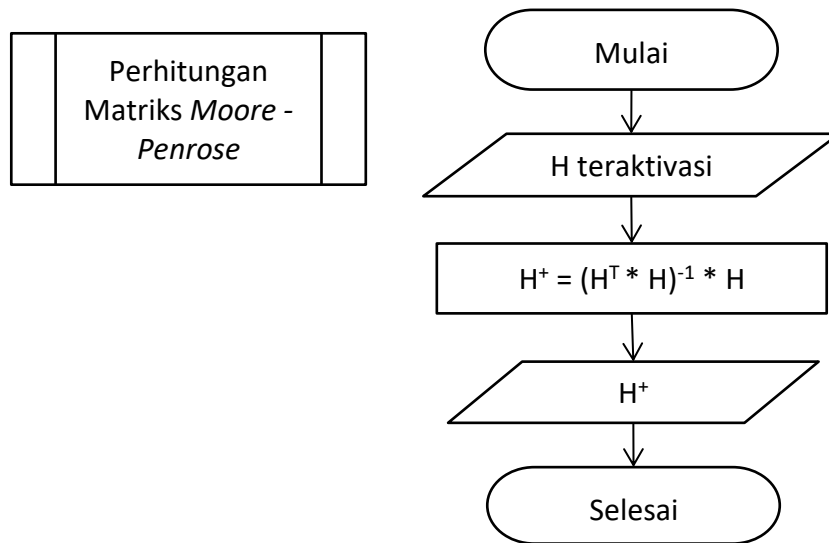 Perhitungan
Matriks Moore -
Penrose
Mulai
H teraktivasi
H⁺ = (Hᵀ * H)⁻¹ * H
H⁺
Selesai